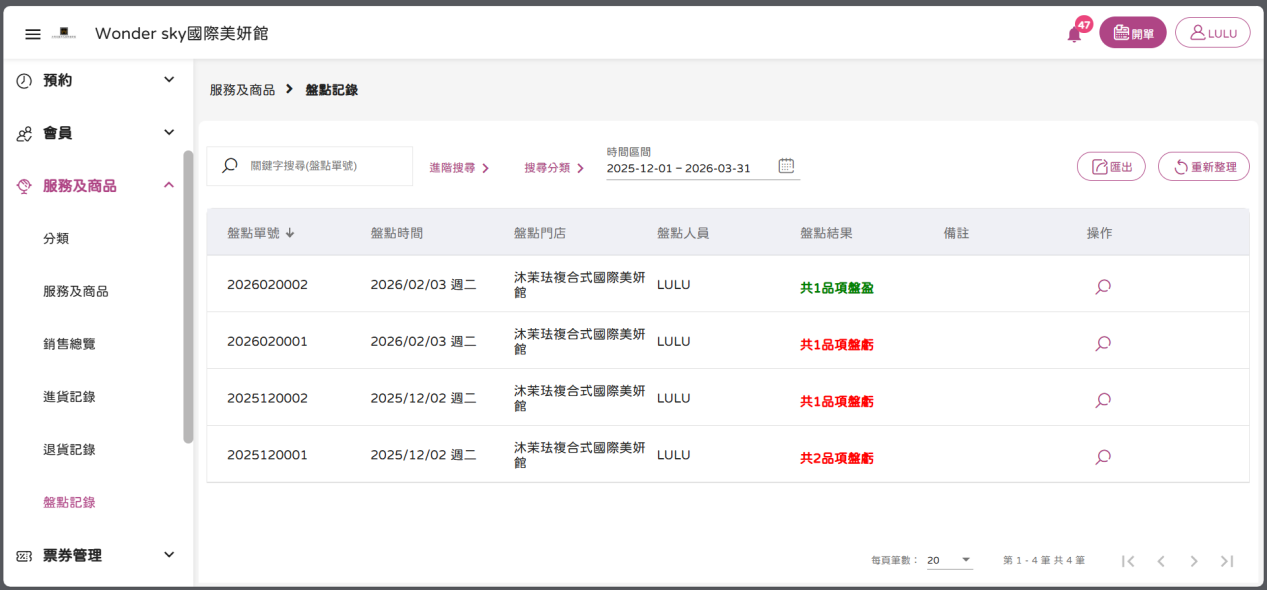 Wonder sky國際美妍館
47
開單
LULU
預約
會員
服務及商品
分類
服務及商品
銷售總覽
進貨記錄
退貨記錄
盤點記錄
票券管理
服務及商品 > 盤點記錄
關鍵字搜尋(盤點單號)
進階搜尋
搜尋分類
時間區間
2025-12-01 – 2026-03-31
匯出
重新整理
盤點單號 盤點時間 盤點門店 盤點人員 盤點結果 備註 操作
2026020002 2026/02/03 週二 沐茉琺複合式國際美妍館 LULU 共1品項盤盈
2026020001 2026/02/03 週二 沐茉琺複合式國際美妍館 LULU 共1品項盤虧
2025120002 2025/12/02 週二 沐茉琺複合式國際美妍館 LULU 共1品項盤虧
2025120001 2025/12/02 週二 沐茉琺複合式國際美妍館 LULU 共2品項盤虧
每頁筆數： 20 第 1 - 4 筆 共 4 筆